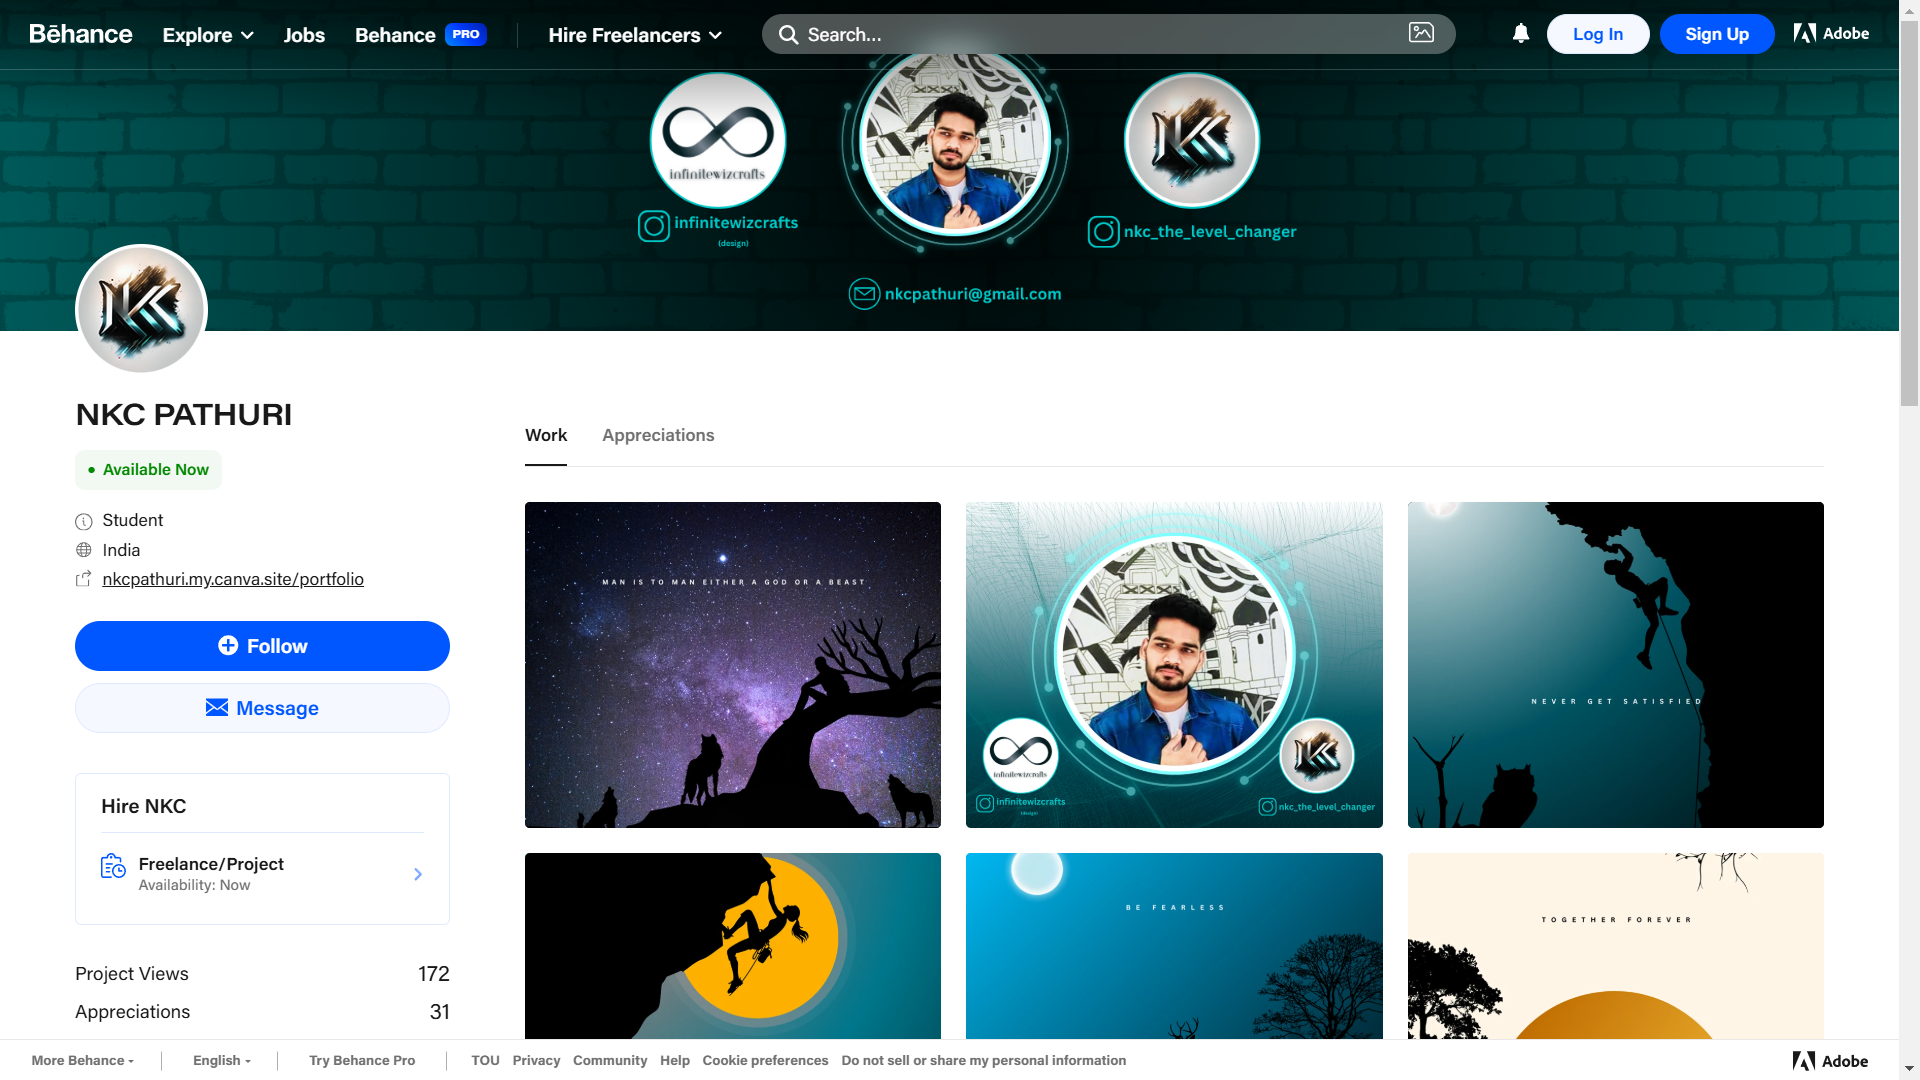 Bēhance
Explore
Jobs
Behance PRO
Hire Freelancers
Search...
Log In
Sign Up
Adobe
infinitewizcrafts
infinitewizcrafts
(design)
NKC
nkc_the_level_changer
nkcpathuri@gmail.com
NKC
NKC PATHURI
Available Now
Student
India
nkcpathuri.my.canva.site/portfolio
Follow
Message
Hire NKC
Freelance/Project
Availability: Now
Project Views 172
Appreciations 31
Work
Appreciations
MAN IS TO MAN EITHER A GOD OR A BEAST
infinitewizcrafts
infinitewizcrafts
(design)
NKC
nkc_the_level_changer
NEVER GET SATISFIED
BE FEARLESS
TOGETHER FOREVER
More Behance
English
Try Behance Pro
TOU
Privacy
Community
Help
Cookie preferences
Do not sell or share my personal information
Adobe